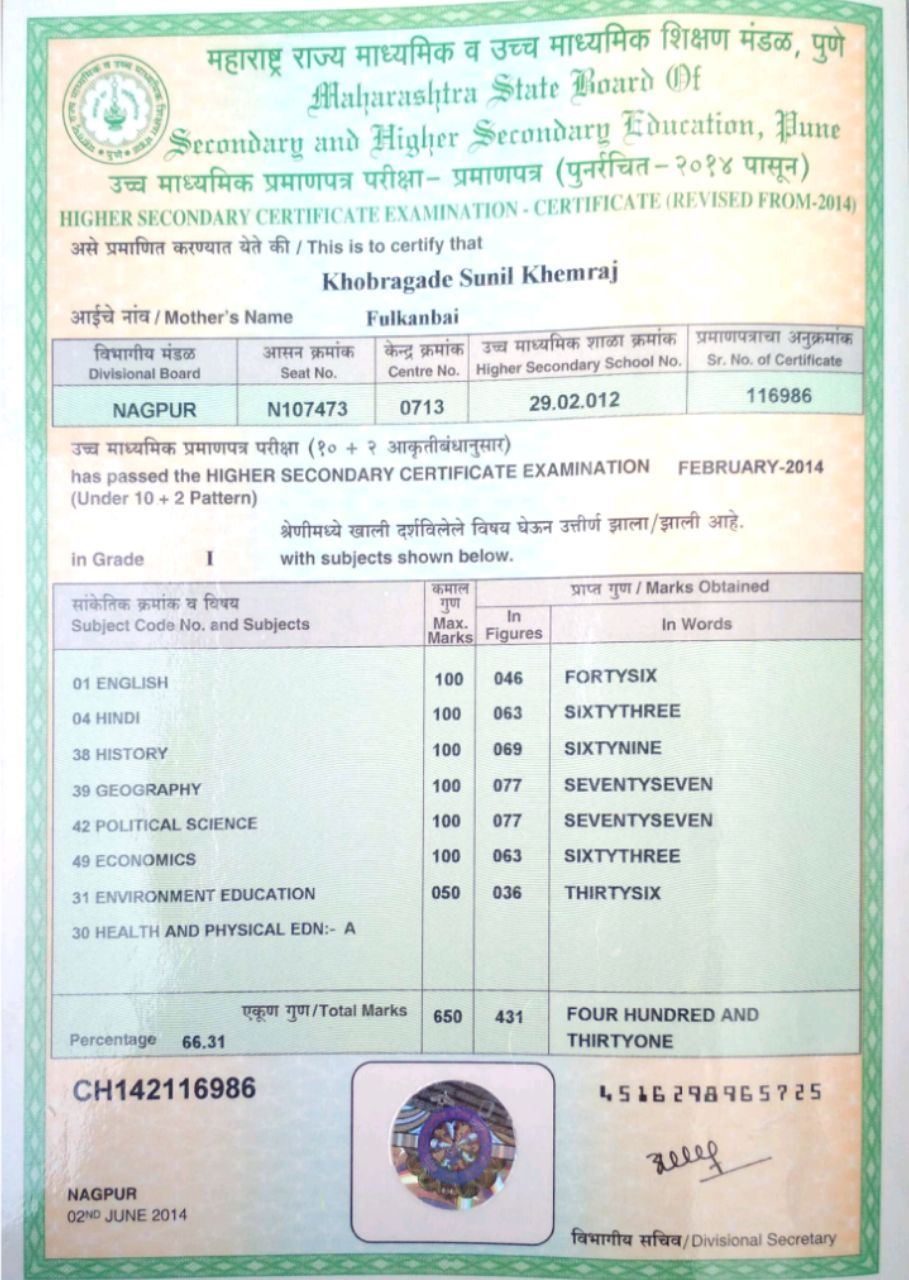 महाराष्ट्र राज्य माध्यमिक व उच्च माध्यमिक शिक्षण मंडळ, पुणे
Maharashtra State Board Of
Secondary and Higher Secondary Education, Pune
उच्च माध्यमिक प्रमाणपत्र परीक्षा– प्रमाणपत्र (पुनर्रचित–२०१४ पासून)
HIGHER SECONDARY CERTIFICATE EXAMINATION - CERTIFICATE (REVISED FROM-2014)
असे प्रमाणित करण्यात येते की / This is to certify that
Khobragade Sunil Khemraj
आईचे नांव / Mother's Name Fulkanbai
विभागीय मंडळ आसन क्रमांक केन्द्र क्रमांक उच्च माध्यमिक शाळा क्रमांक प्रमाणपत्राचा अनुक्रमांक
Divisional Board Seat No. Centre No. Higher Secondary School No. Sr. No. of Certificate
NAGPUR N107473 0713 29.02.012 116986
उच्च माध्यमिक प्रमाणपत्र परीक्षा (१० + २ आकृतीबंधानुसार)
has passed the HIGHER SECONDARY CERTIFICATE EXAMINATION FEBRUARY-2014
(Under 10 + 2 Pattern)
श्रेणीमध्ये खाली दर्शविलेले विषय घेऊन उत्तीर्ण झाला/झाली आहे.
in Grade I with subjects shown below.
सांकेतिक क्रमांक व विषय कमाल गुण प्राप्त गुण / Marks Obtained
Subject Code No. and Subjects Max. Marks In Figures In Words
01 ENGLISH 100 046 FORTYSIX
04 HINDI 100 063 SIXTYTHREE
38 HISTORY 100 069 SIXTYNINE
39 GEOGRAPHY 100 077 SEVENTYSEVEN
42 POLITICAL SCIENCE 100 077 SEVENTYSEVEN
49 ECONOMICS 100 063 SIXTYTHREE
31 ENVIRONMENT EDUCATION 050 036 THIRTYSIX
30 HEALTH AND PHYSICAL EDN:- A
एकूण गुण/Total Marks 650 431 FOUR HUNDRED AND
Percentage 66.31 THIRTYONE
CH142116986 4516298965725
NAGPUR
02ND JUNE 2014
विभागीय सचिव/Divisional Secretary